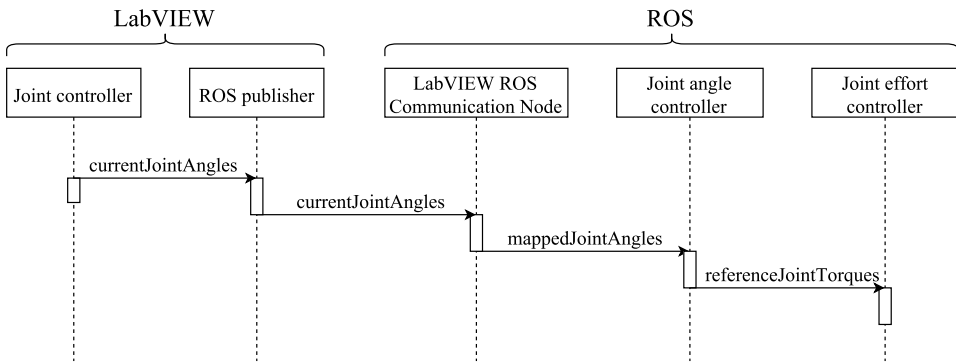 LabVIEW
ROS
Joint controller
ROS publisher
LabVIEW ROS
Communication Node
Joint angle
controller
Joint effort
controller
currentJointAngles
currentJointAngles
mappedJointAngles
referenceJointTorques